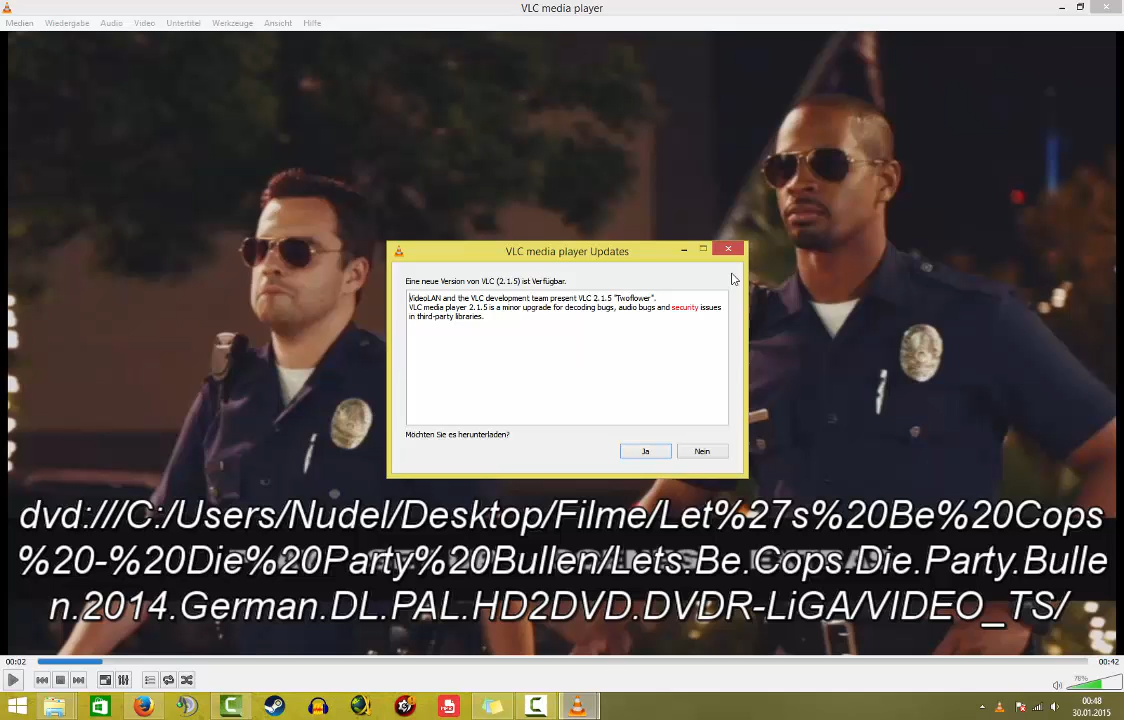 VLC media player
Medien Wiedergabe Audio Video Untertitel Werkzeuge Ansicht Hilfe
VLC media player Updates
Eine neue Version von VLC (2.1.5) ist Verfügbar.
VideoLAN and the VLC development team present VLC 2.1.5 "Twoflower".
VLC media player 2.1.5 is a minor upgrade for decoding bugs, audio bugs and security issues
in third-party libraries.
Möchten Sie es herunterladen?
Ja Nein
dvd:///C:/Users/Nudel/Desktop/Filme/Let%27s%20Be%20Cops
%20-%20Die%20Party%20Bullen/Lets.Be.Cops.Die.Party.Bulle
n.2014.German.DL.PAL.HD2DVD.DVDR-LiGA/VIDEO_TS/
00:02 00:42
78%
00:48
30.01.2015